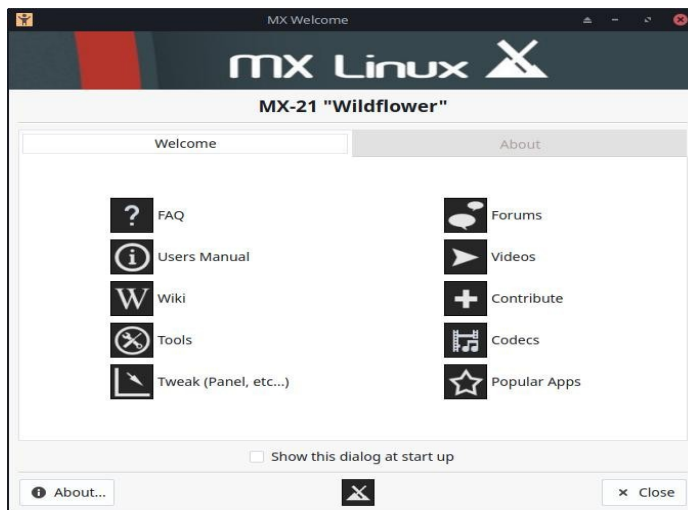 MX Welcome
MX Linux
MX-21 "Wildflower"
Welcome About
? FAQ Forums
Users Manual Videos
W Wiki Contribute
Tools Codecs
Tweak (Panel, etc...) Popular Apps
Show this dialog at start up
About... Close